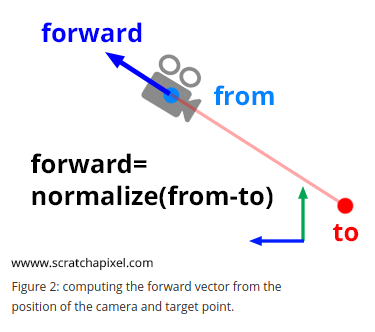 forward
from
forward=
normalize(from-to)
to
wwww.scratchapixel.com
Figure 2: computing the forward vector from the
position of the camera and target point.